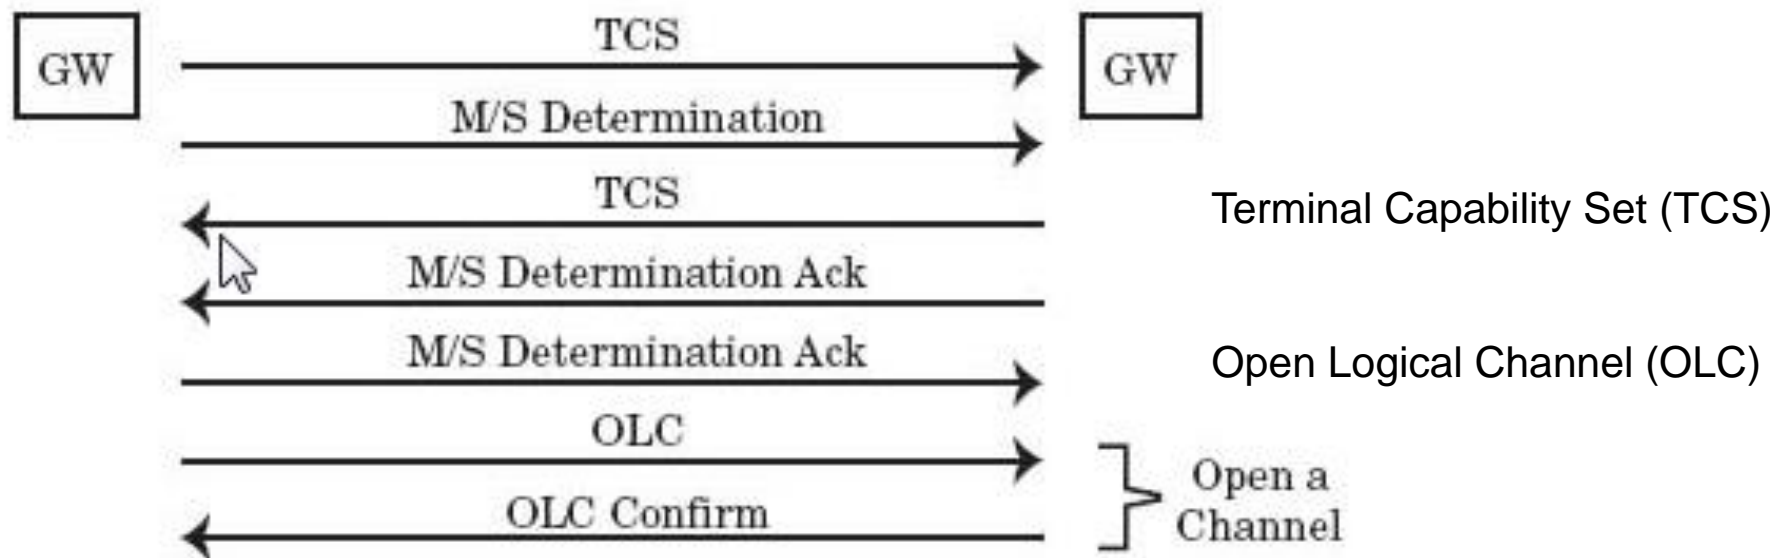 TCS
GW
GW
M/S Determination
TCS
Terminal Capability Set (TCS)
M/S Determination Ack
M/S Determination Ack
Open Logical Channel (OLC)
OLC
Open a
Channel
OLC Confirm